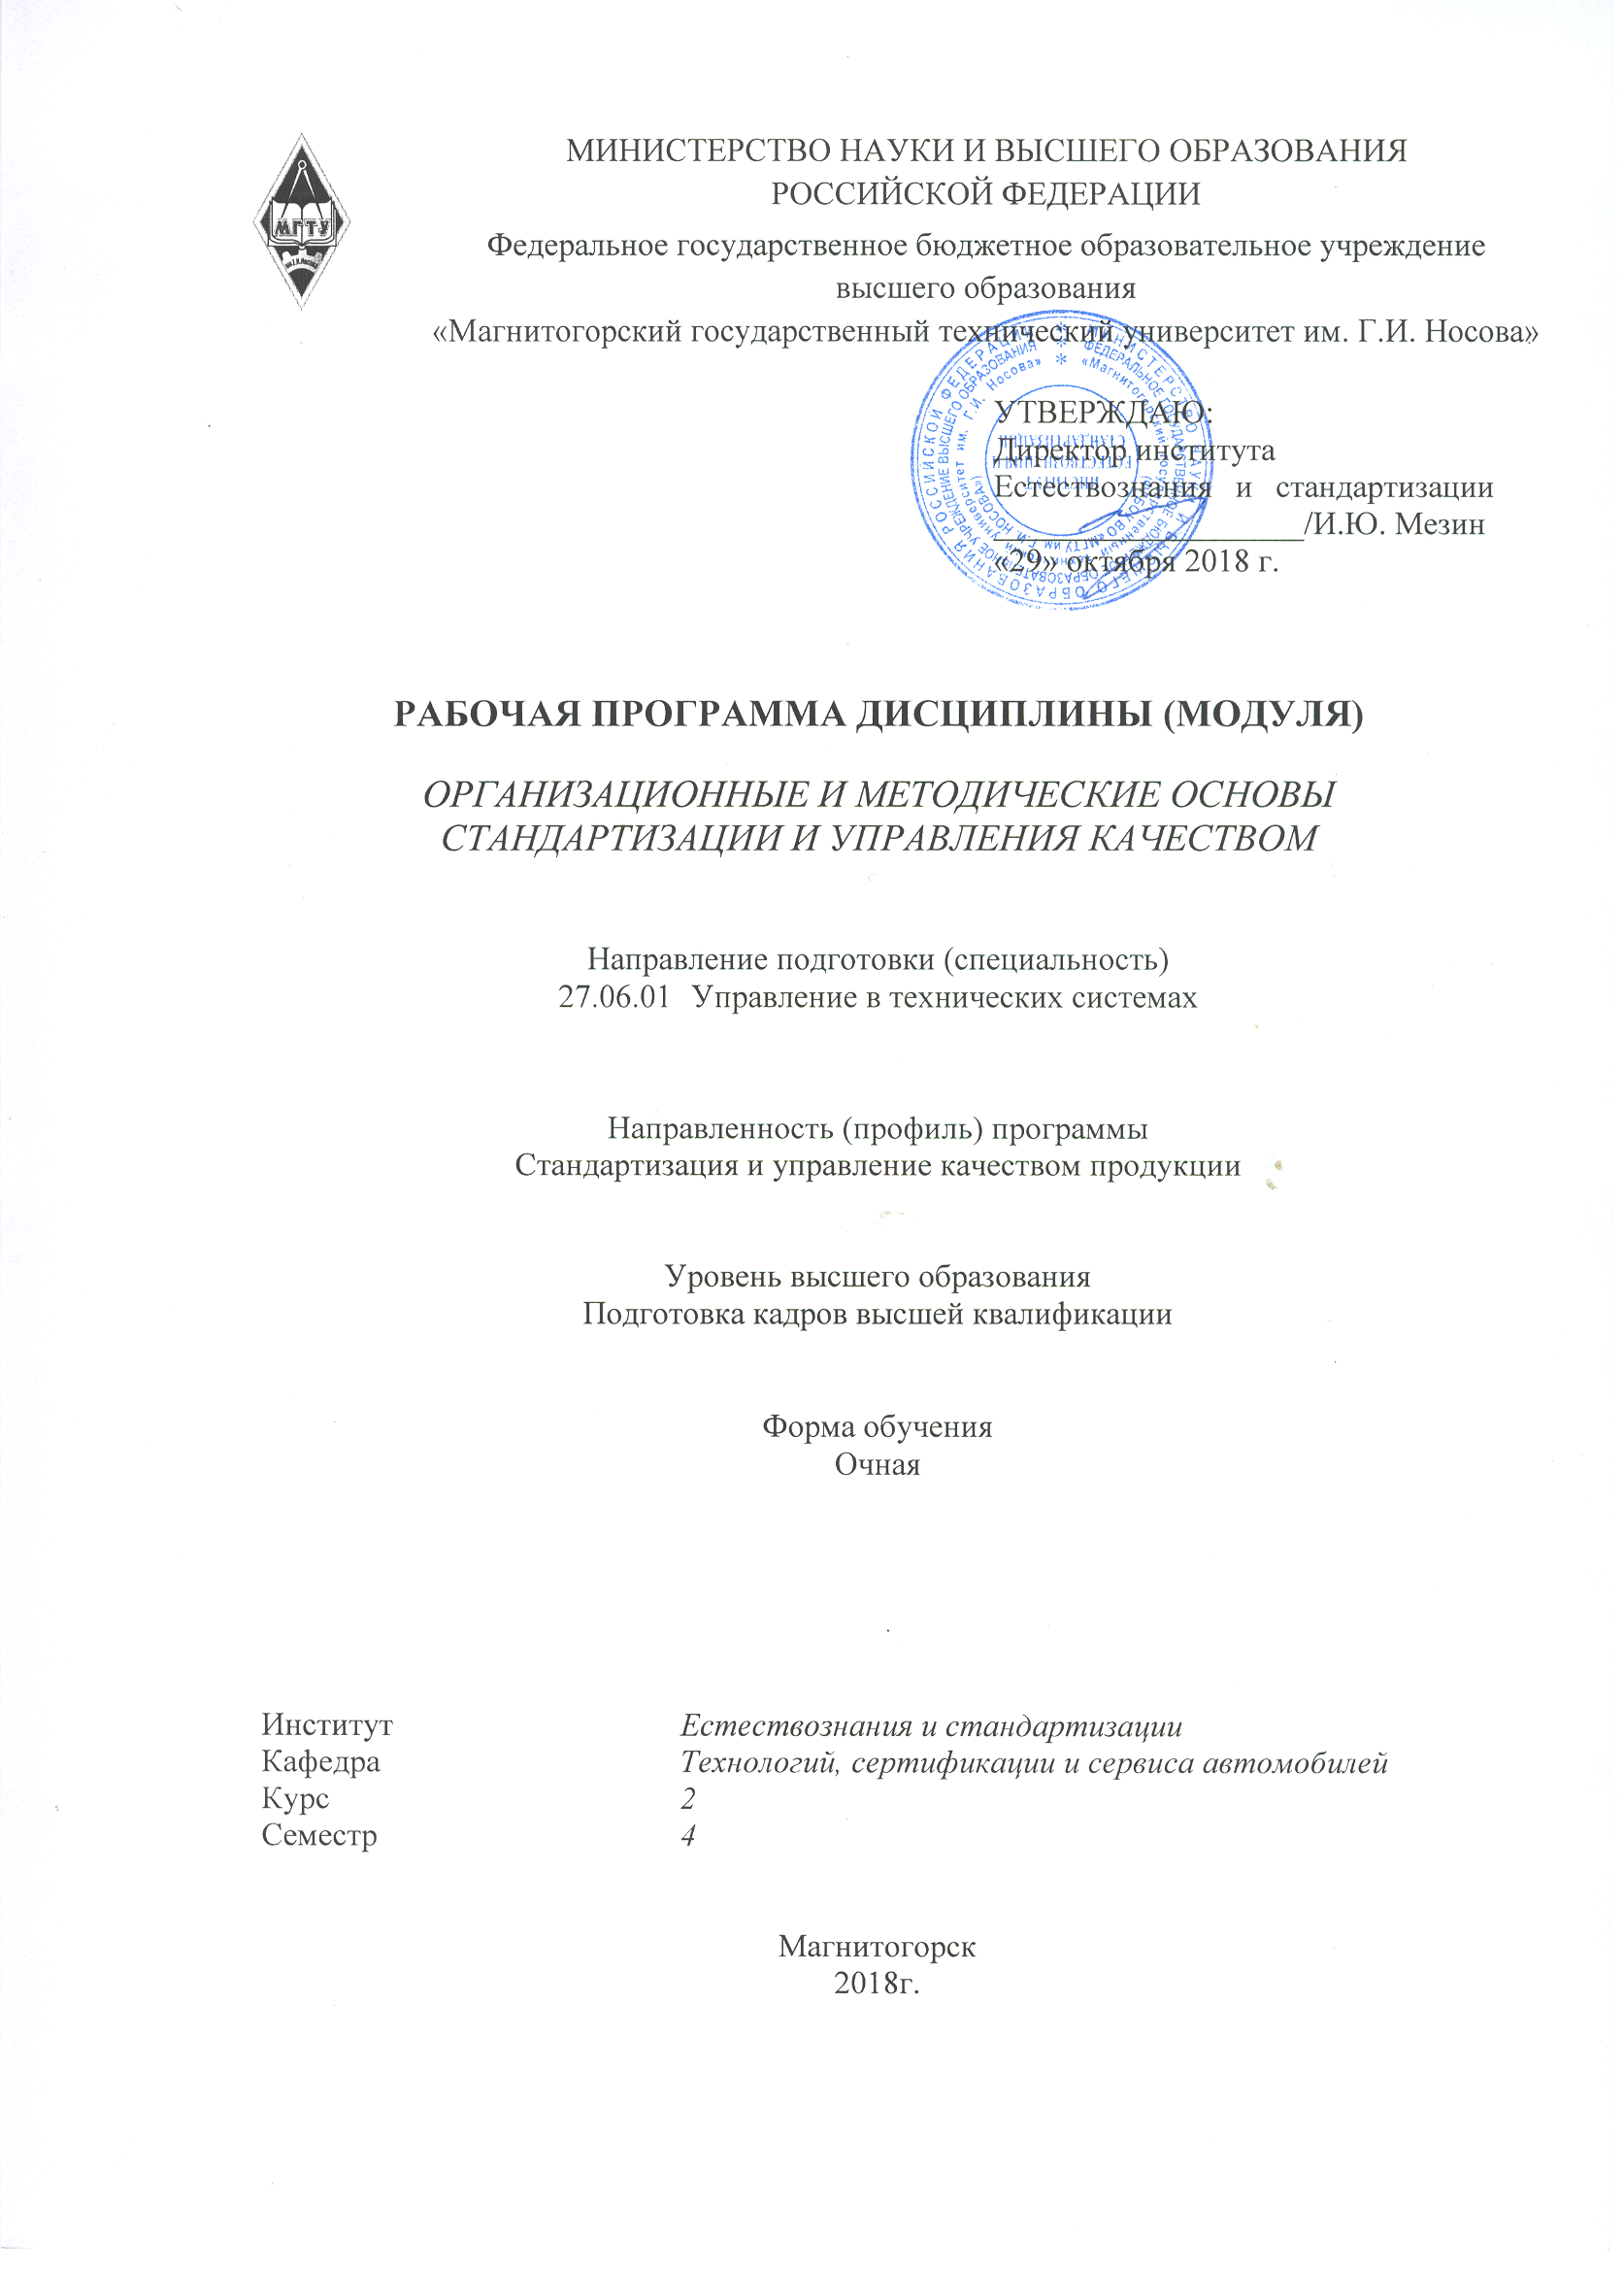 МИНИСТЕРСТВО НАУКИ И ВЫСШЕГО ОБРАЗОВАНИЯ
РОССИЙСКОЙ ФЕДЕРАЦИИ
Федеральное государственное бюджетное образовательное учреждение
высшего образования
«Магнитогорский государственный технический университет им. Г.И. Носова»
МГТУ
УТВЕРЖДАЮ:
Директор института
Естествознания и стандартизации
/И.Ю. Мезин
«29» октября 2018 г.
РАБОЧАЯ ПРОГРАММА ДИСЦИПЛИНЫ (МОДУЛЯ)
ОРГАНИЗАЦИОННЫЕ И МЕТОДИЧЕСКИЕ ОСНОВЫ
СТАНДАРТИЗАЦИИ И УПРАВЛЕНИЯ КАЧЕСТВОМ
Направление подготовки (специальность)
27.06.01 Управление в технических системах
Направленность (профиль) программы
Стандартизация и управление качеством продукции
Уровень высшего образования
Подготовка кадров высшей квалификации
Форма обучения
Очная
Институт Естествознания и стандартизации
Кафедра Технологий, сертификации и сервиса автомобилей
Курс 2
Семестр 4
Магнитогорск
2018г.